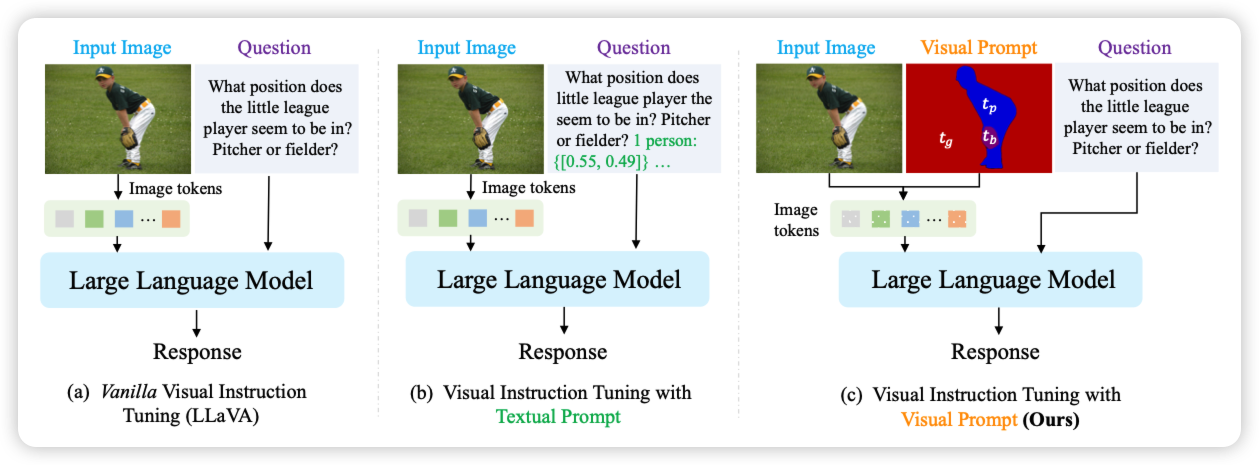 Input Image
Question
What position does
the little league
player seem to be in?
Pitcher or fielder?
Image tokens
...
Large Language Model
Response
(a) Vanilla Visual Instruction
Tuning (LLaVA)
Input Image
Question
What position does
little league player the
seem to be in? Pitcher
or fielder? 1 person:
{[0.55, 0.49]} ...
Image tokens
...
Large Language Model
Response
(b) Visual Instruction Tuning with
Textual Prompt
Input Image
Visual Prompt
Question
t_p
t_g
t_b
What position does
the little league
player seem to be in?
Pitcher or fielder?
Image
tokens
...
Large Language Model
Response
(c) Visual Instruction Tuning with
Visual Prompt (Ours)